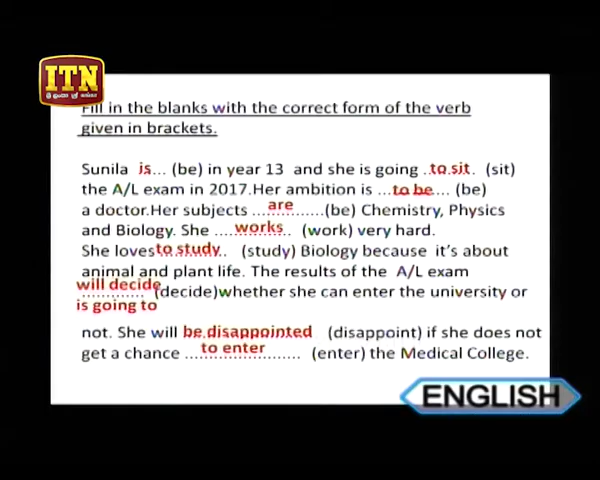 ITN
ශ්‍රී ලංකා ශ්‍රී ලංකා
Fill in the blanks with the correct form of the verb
given in brackets.
Sunila is... (be) in year 13 and she is going .to sit. (sit)
the A/L exam in 2017.Her ambition is ...to be... (be)
a doctor.Her subjects ....are.......(be) Chemistry, Physics
and Biology. She ....works.... (work) very hard.
She lovesto study.. (study) Biology because it's about
animal and plant life. The results of the A/L exam
will decide (decide)whether she can enter the university or
is going to
not. She will be disappointed (disappoint) if she does not
get a chance ...to enter... (enter) the Medical College.
ENGLISH